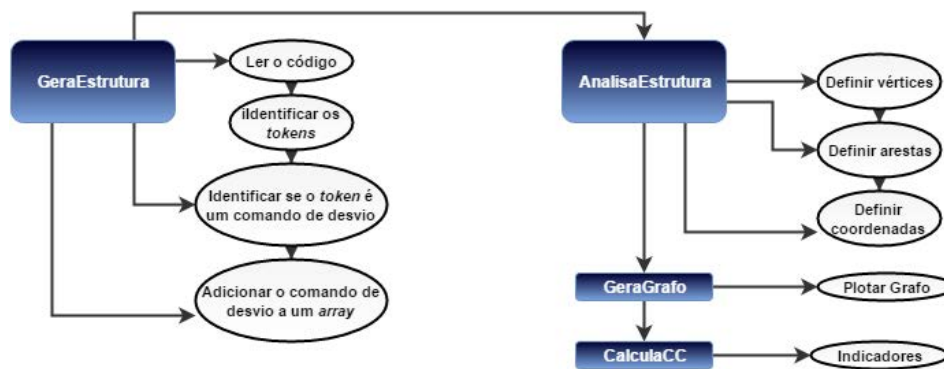 GeraEstrutura
Ler o código
iIdentificar os
tokens
Identificar se o token é
um comando de desvio
Adicionar o comando de
desvio a um array
AnalisaEstrutura
Definir vértices
Definir arestas
Definir
coordenadas
GeraGrafo
Plotar Grafo
CalculaCC
Indicadores